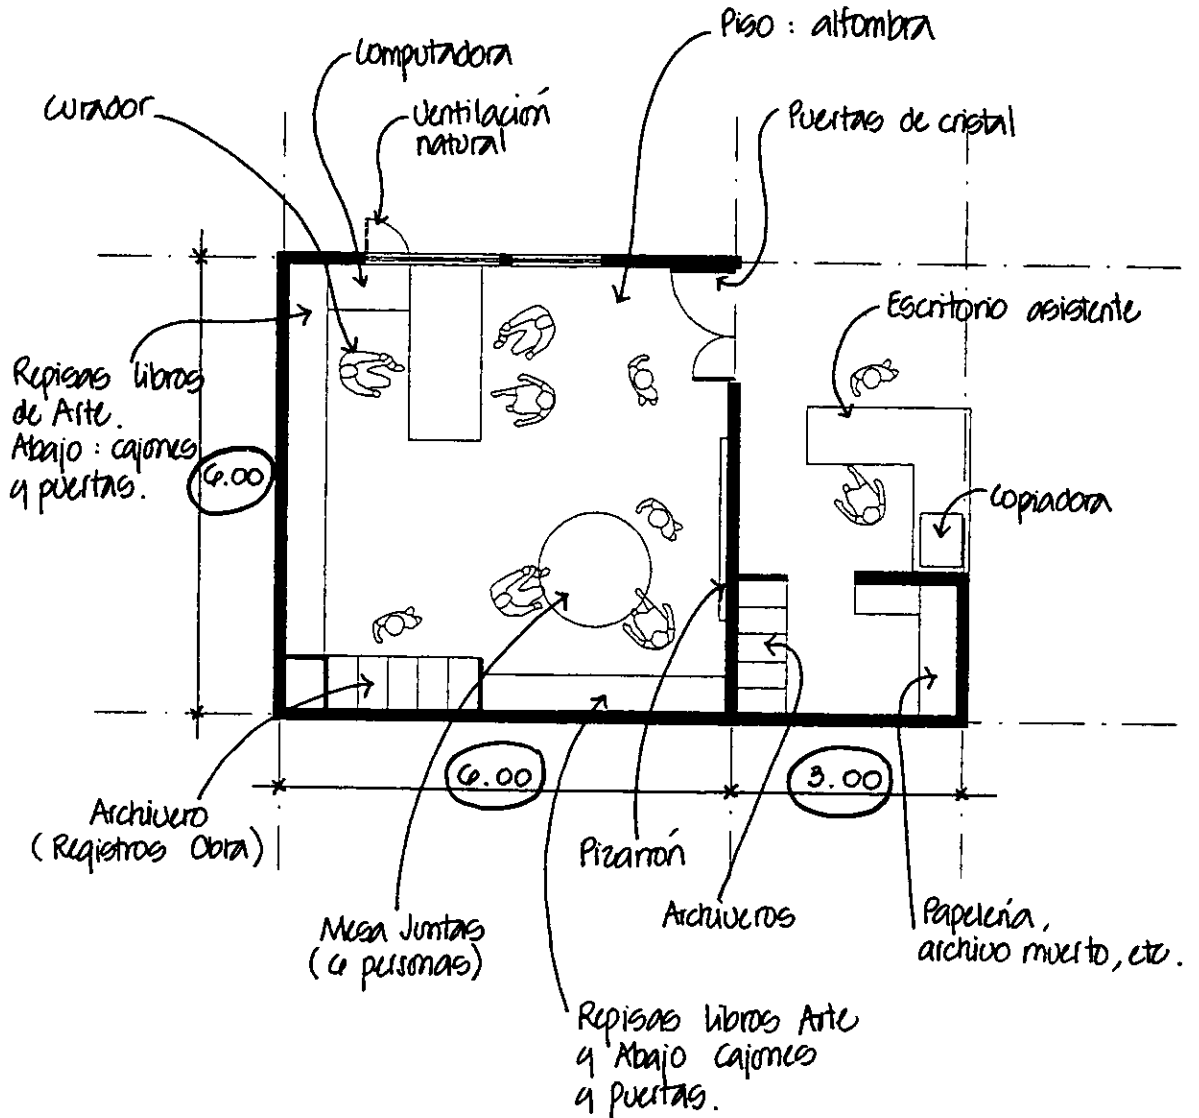 Piso : alfombra
Computadora
Curador
Ventilación
natural
Puertas de cristal
Escritorio asistente
Repisas libros
de Arte.
Abajo : cajones
y puertas.
6.00
Copiadora
6.00
3.00
Archivero
(Registros Obra)
Pizarrón
Mesa Juntas
(6 personas)
Archiveros
Papelería,
archivo muerto, etc.
Repisas libros Arte
y Abajo cajones
y puertas.